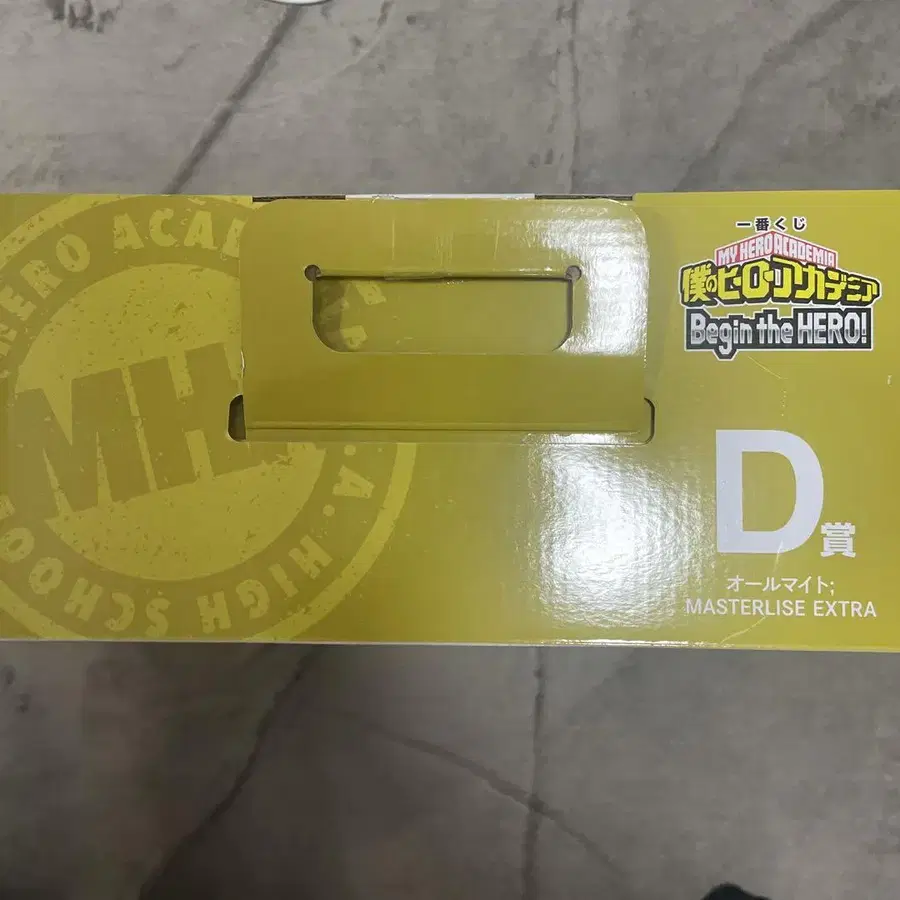 HERO ACA
MH
A. HIGH SCHOO
一番くじ
MY HERO ACADEMIA
僕のヒーローアカデミア
Begin the HERO!
D賞
オールマイト;
MASTERLISE EXTRA